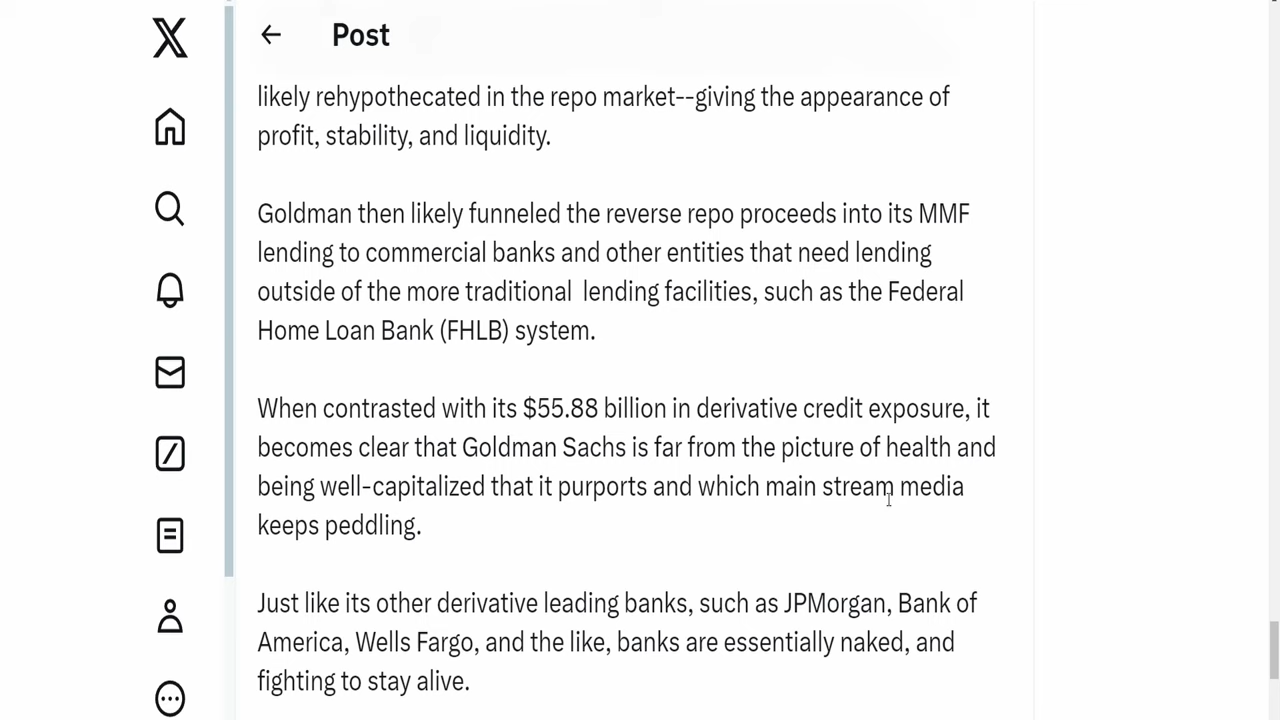 Post
likely rehypothecated in the repo market--giving the appearance of
profit, stability, and liquidity.
Goldman then likely funneled the reverse repo proceeds into its MMF
lending to commercial banks and other entities that need lending
outside of the more traditional  lending facilities, such as the Federal
Home Loan Bank (FHLB) system.
When contrasted with its $55.88 billion in derivative credit exposure, it
becomes clear that Goldman Sachs is far from the picture of health and
being well-capitalized that it purports and which main stream media
keeps peddling.
Just like its other derivative leading banks, such as JPMorgan, Bank of
America, Wells Fargo, and the like, banks are essentially naked, and
fighting to stay alive.